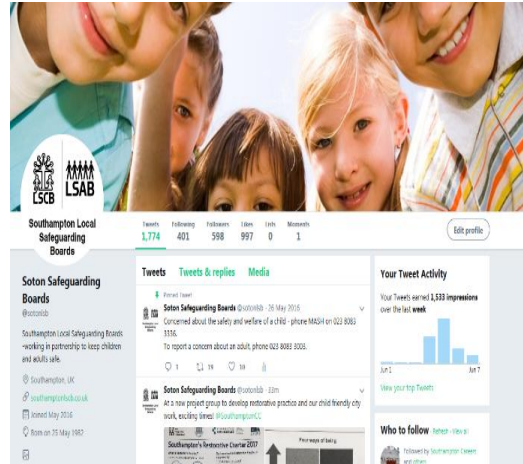 LSCB
LSAB
Southampton Local
Safeguarding
Boards
Tweets Following Followers Likes Lists Moments
1,774 401 598 997 0 1
Edit profile
Soton Safeguarding
Boards
@sotonlsb
Southampton Local Safeguarding Boards
-working in partnership to keep children
and adults safe.
Southampton, UK
southamptonlscb.co.uk
Joined May 2016
Born on 25 May 1982
Tweets Tweets & replies Media
Pinned Tweet
Soton Safeguarding Boards @sotonlsb · 26 May 2016
Concerned about the safety and welfare of a child - phone MASH on 023 8083
3336.
To report a concern about an adult, phone 023 8083 3003.
1 19 10
Soton Safeguarding Boards @sotonlsb · 33m
At a new project group to develop restorative practice and our child friendly city
work, exciting times! @SouthamptonCC
Southampton's Restorative Charter 2017
Four ways of being
Your Tweet Activity
Your Tweets earned 1,533 impressions
over the last week
Jun 1 Jun 7
View your top Tweets
Who to follow · Refresh · View all
Followed by Southampton Careers
and others